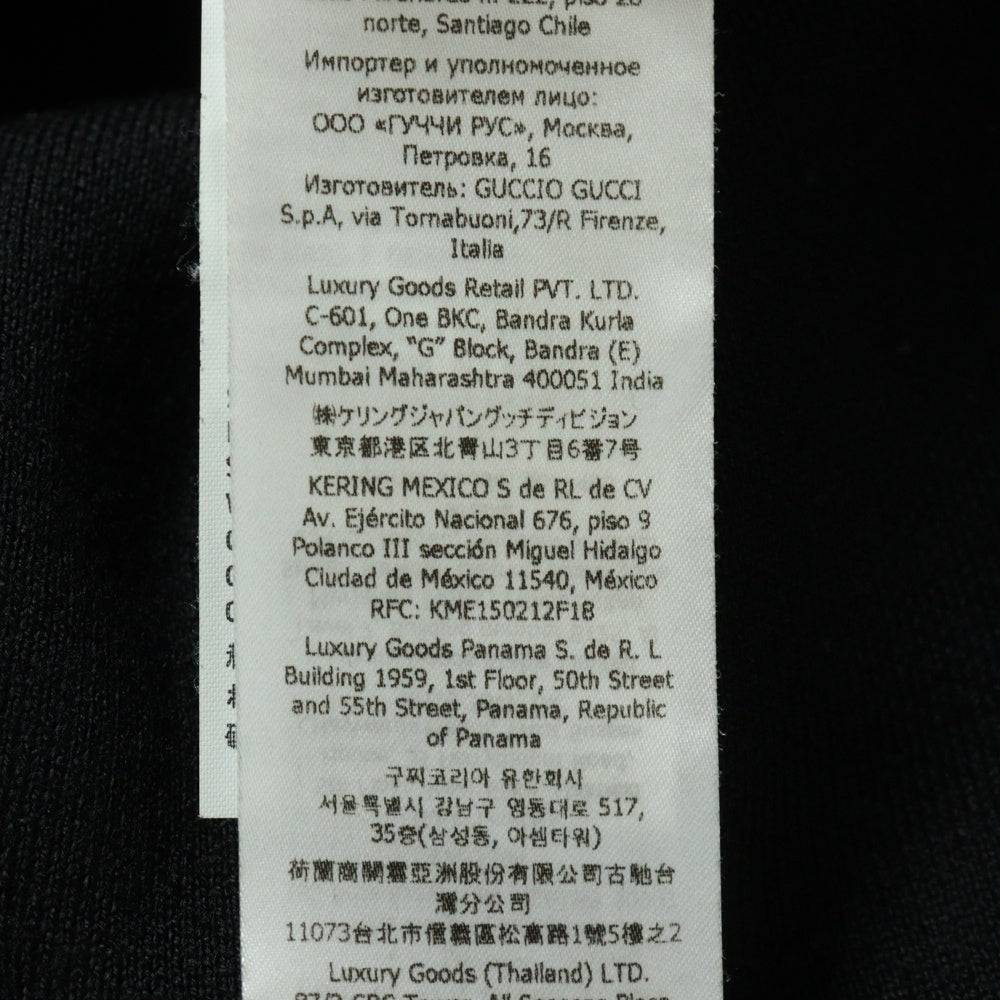 piso 20
norte, Santiago Chile
Импортер и уполномоченное
изготовителем лицо:
ООО «ГУЧЧИ РУС», Москва,
Петровка, 16
Изготовитель: GUCCIO GUCCI
S.p.A, via Tornabuoni,73/R Firenze,
Italia
Luxury Goods Retail PVT. LTD.
C-601, One BKC, Bandra Kurla
Complex, "G" Block, Bandra (E)
Mumbai Maharashtra 400051 India
㈱ケリングジャパングッチディビジョン
東京都港区北青山3丁目6番7号
KERING MEXICO S de RL de CV
Av. Ejército Nacional 676, piso 9
Polanco III sección Miguel Hidalgo
Ciudad de México 11540, México
RFC: KME150212F18
Luxury Goods Panama S. de R. L
Building 1959, 1st Floor, 50th Street
and 55th Street, Panama, Republic
of Panama
구찌코리아 유한회사
서울특별시 강남구 영동대로 517,
35층(삼성동, 아셈타워)
荷蘭商開雲亞洲股份有限公司古馳台
灣分公司
11073台北市信義區松高路1號5樓之2
Luxury Goods (Thailand) LTD.